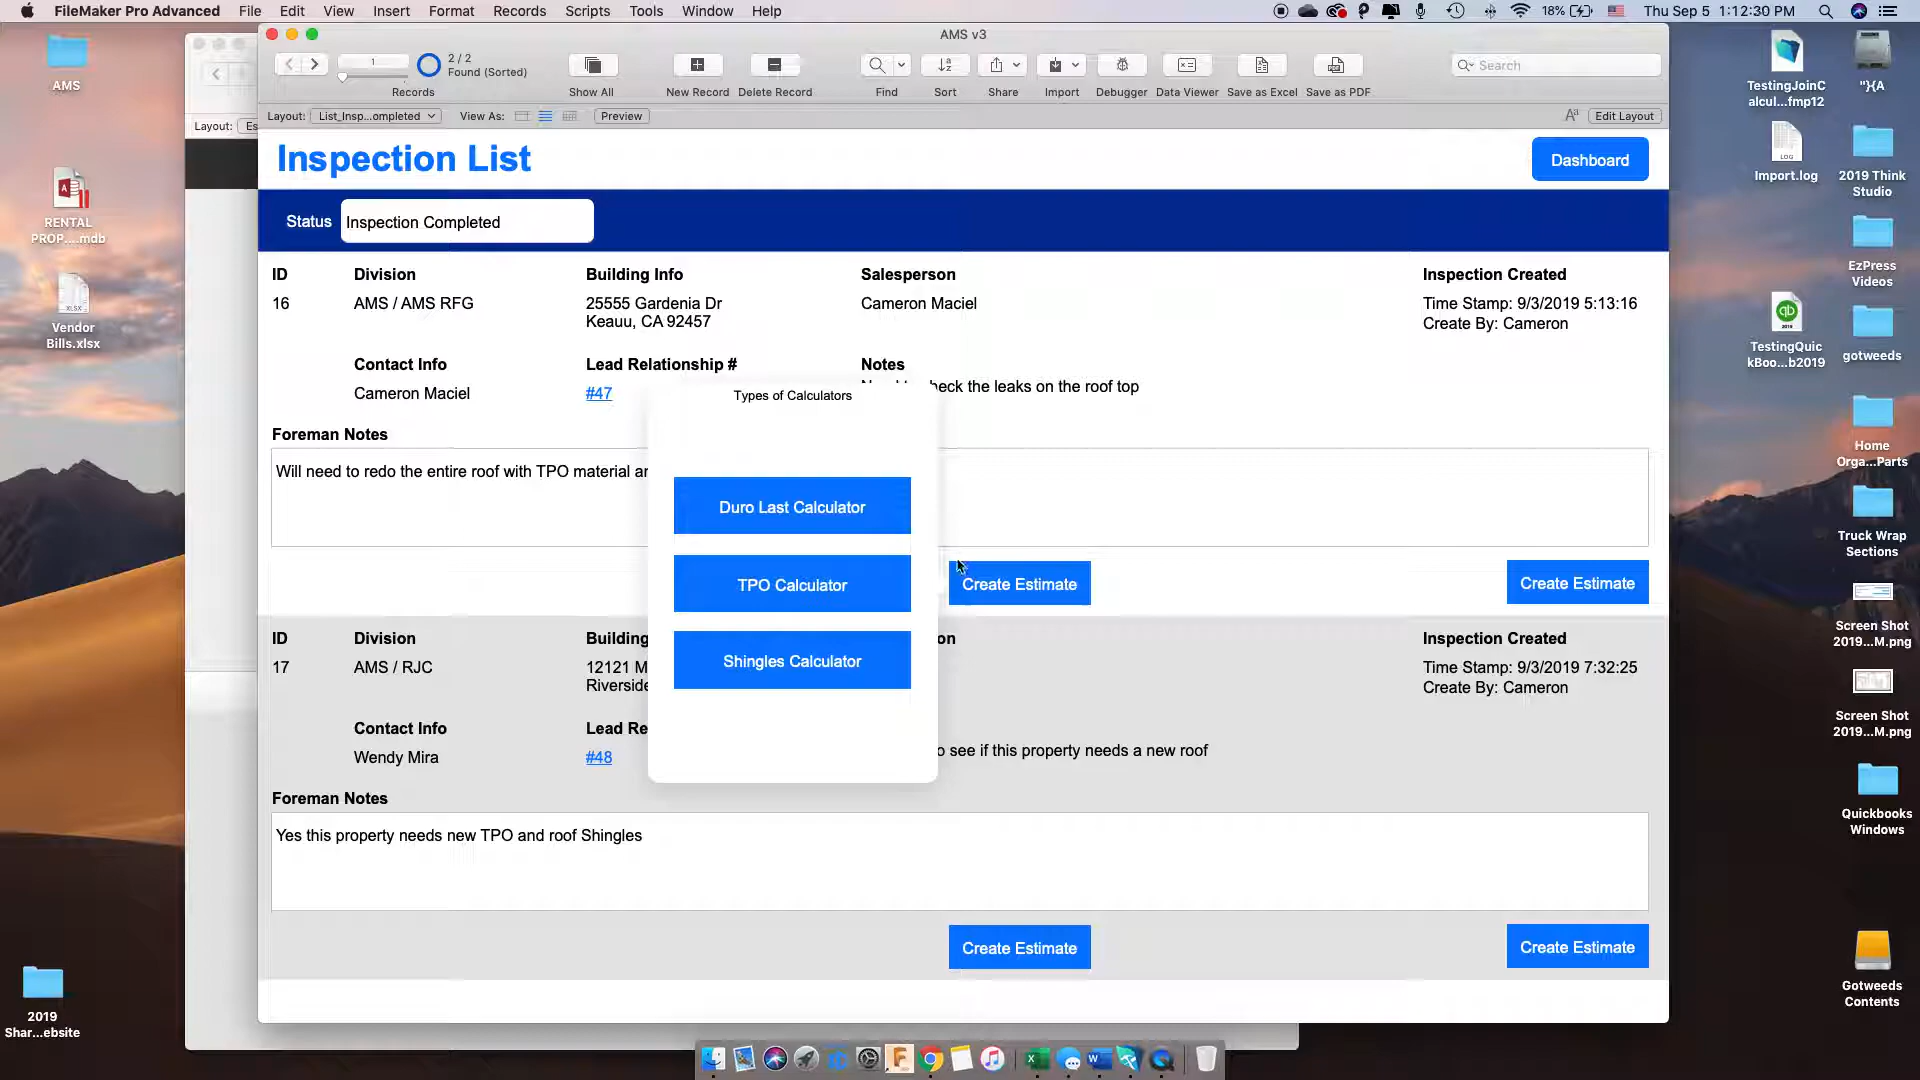 FileMaker Pro Advanced File Edit View Insert Format Records Scripts Tools Window Help
18% Thu Sep 5 1:12:30 PM
AMS v3
1
2 / 2
Found (Sorted)
Records
Show All
New Record Delete Record
Find
Sort
Share
Import
Debugger
Data Viewer
Save as Excel
Save as PDF
Search
Layout:
List_Insp...ompleted
View As:
Preview
Edit Layout
Layout: Es
Inspection List
Dashboard
Status
Inspection Completed
ID
Division
Building Info
Salesperson
Inspection Created
16
AMS / AMS RFG
25555 Gardenia Dr
Keauu, CA 92457
Cameron Maciel
Time Stamp: 9/3/2019 5:13:16
Create By: Cameron
Contact Info
Lead Relationship #
Notes
Cameron Maciel
#47
heck the leaks on the roof top
Foreman Notes
Will need to redo the entire roof with TPO material ar
Create Estimate
Create Estimate
Types of Calculators
Duro Last Calculator
TPO Calculator
Shingles Calculator
ID
Division
Building
on
Inspection Created
17
AMS / RJC
12121 M
Riverside
Time Stamp: 9/3/2019 7:32:25
Create By: Cameron
Contact Info
Lead Re
Wendy Mira
#48
o see if this property needs a new roof
Foreman Notes
Yes this property needs new TPO and roof Shingles
Create Estimate
Create Estimate
AMS
RENTAL
PROP....mdb
XLSX
Vendor
Bills.xlsx
2019
Shar...ebsite
TestingJoinC
alcul...fmp12
"}{A
LOG
Import.log
2019 Think
Studio
EzPress
Videos
TestingQuic
kBoo...b2019
gotweeds
Home
Orga...Parts
Truck Wrap
Sections
Screen Shot
2019...M.png
Screen Shot
2019...M.png
Quickbooks
Windows
Gotweeds
Contents